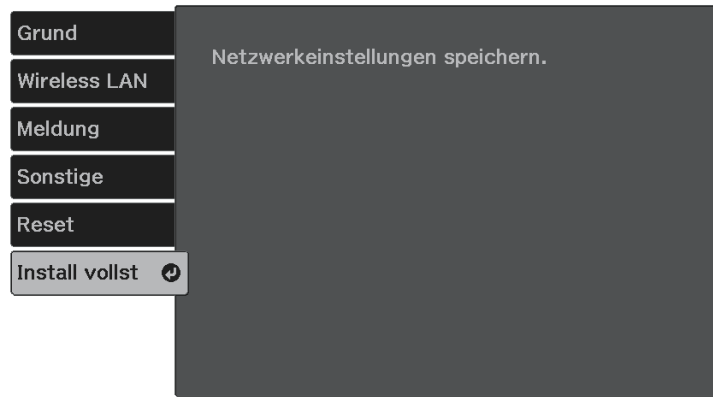 Grund
Wireless LAN
Meldung
Sonstige
Reset
Install vollst
Netzwerkeinstellungen speichern.